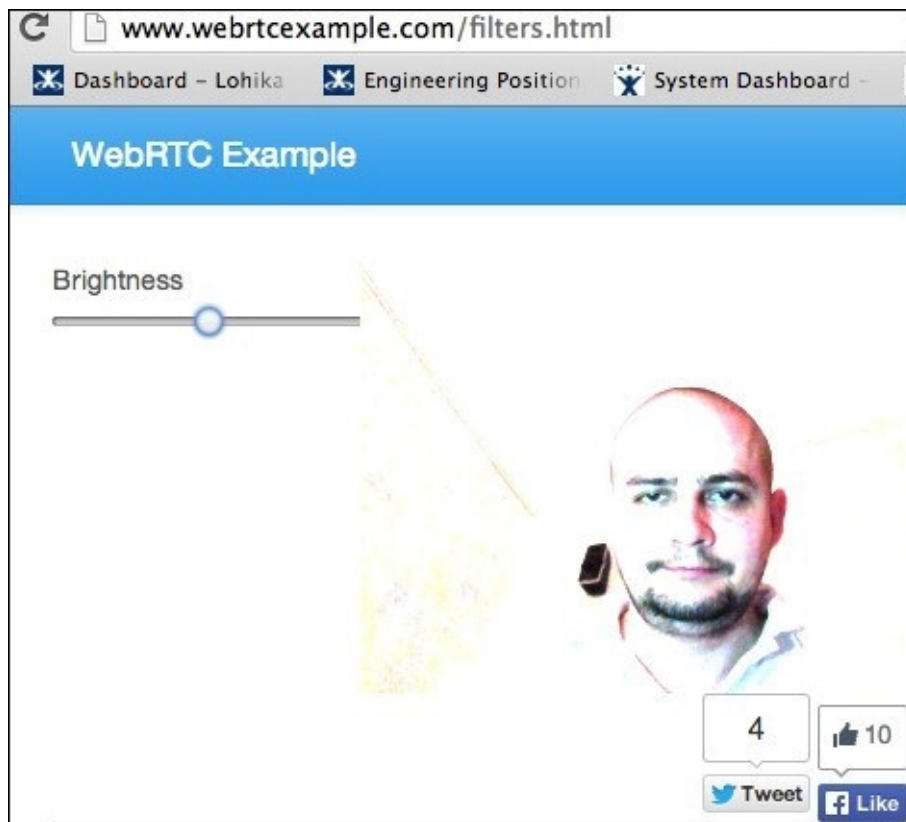 www.webrtcexample.com/filters.html
Dashboard – Lohika Engineering Position System Dashboard –
WebRTC Example
Brightness
4 10
Tweet Like